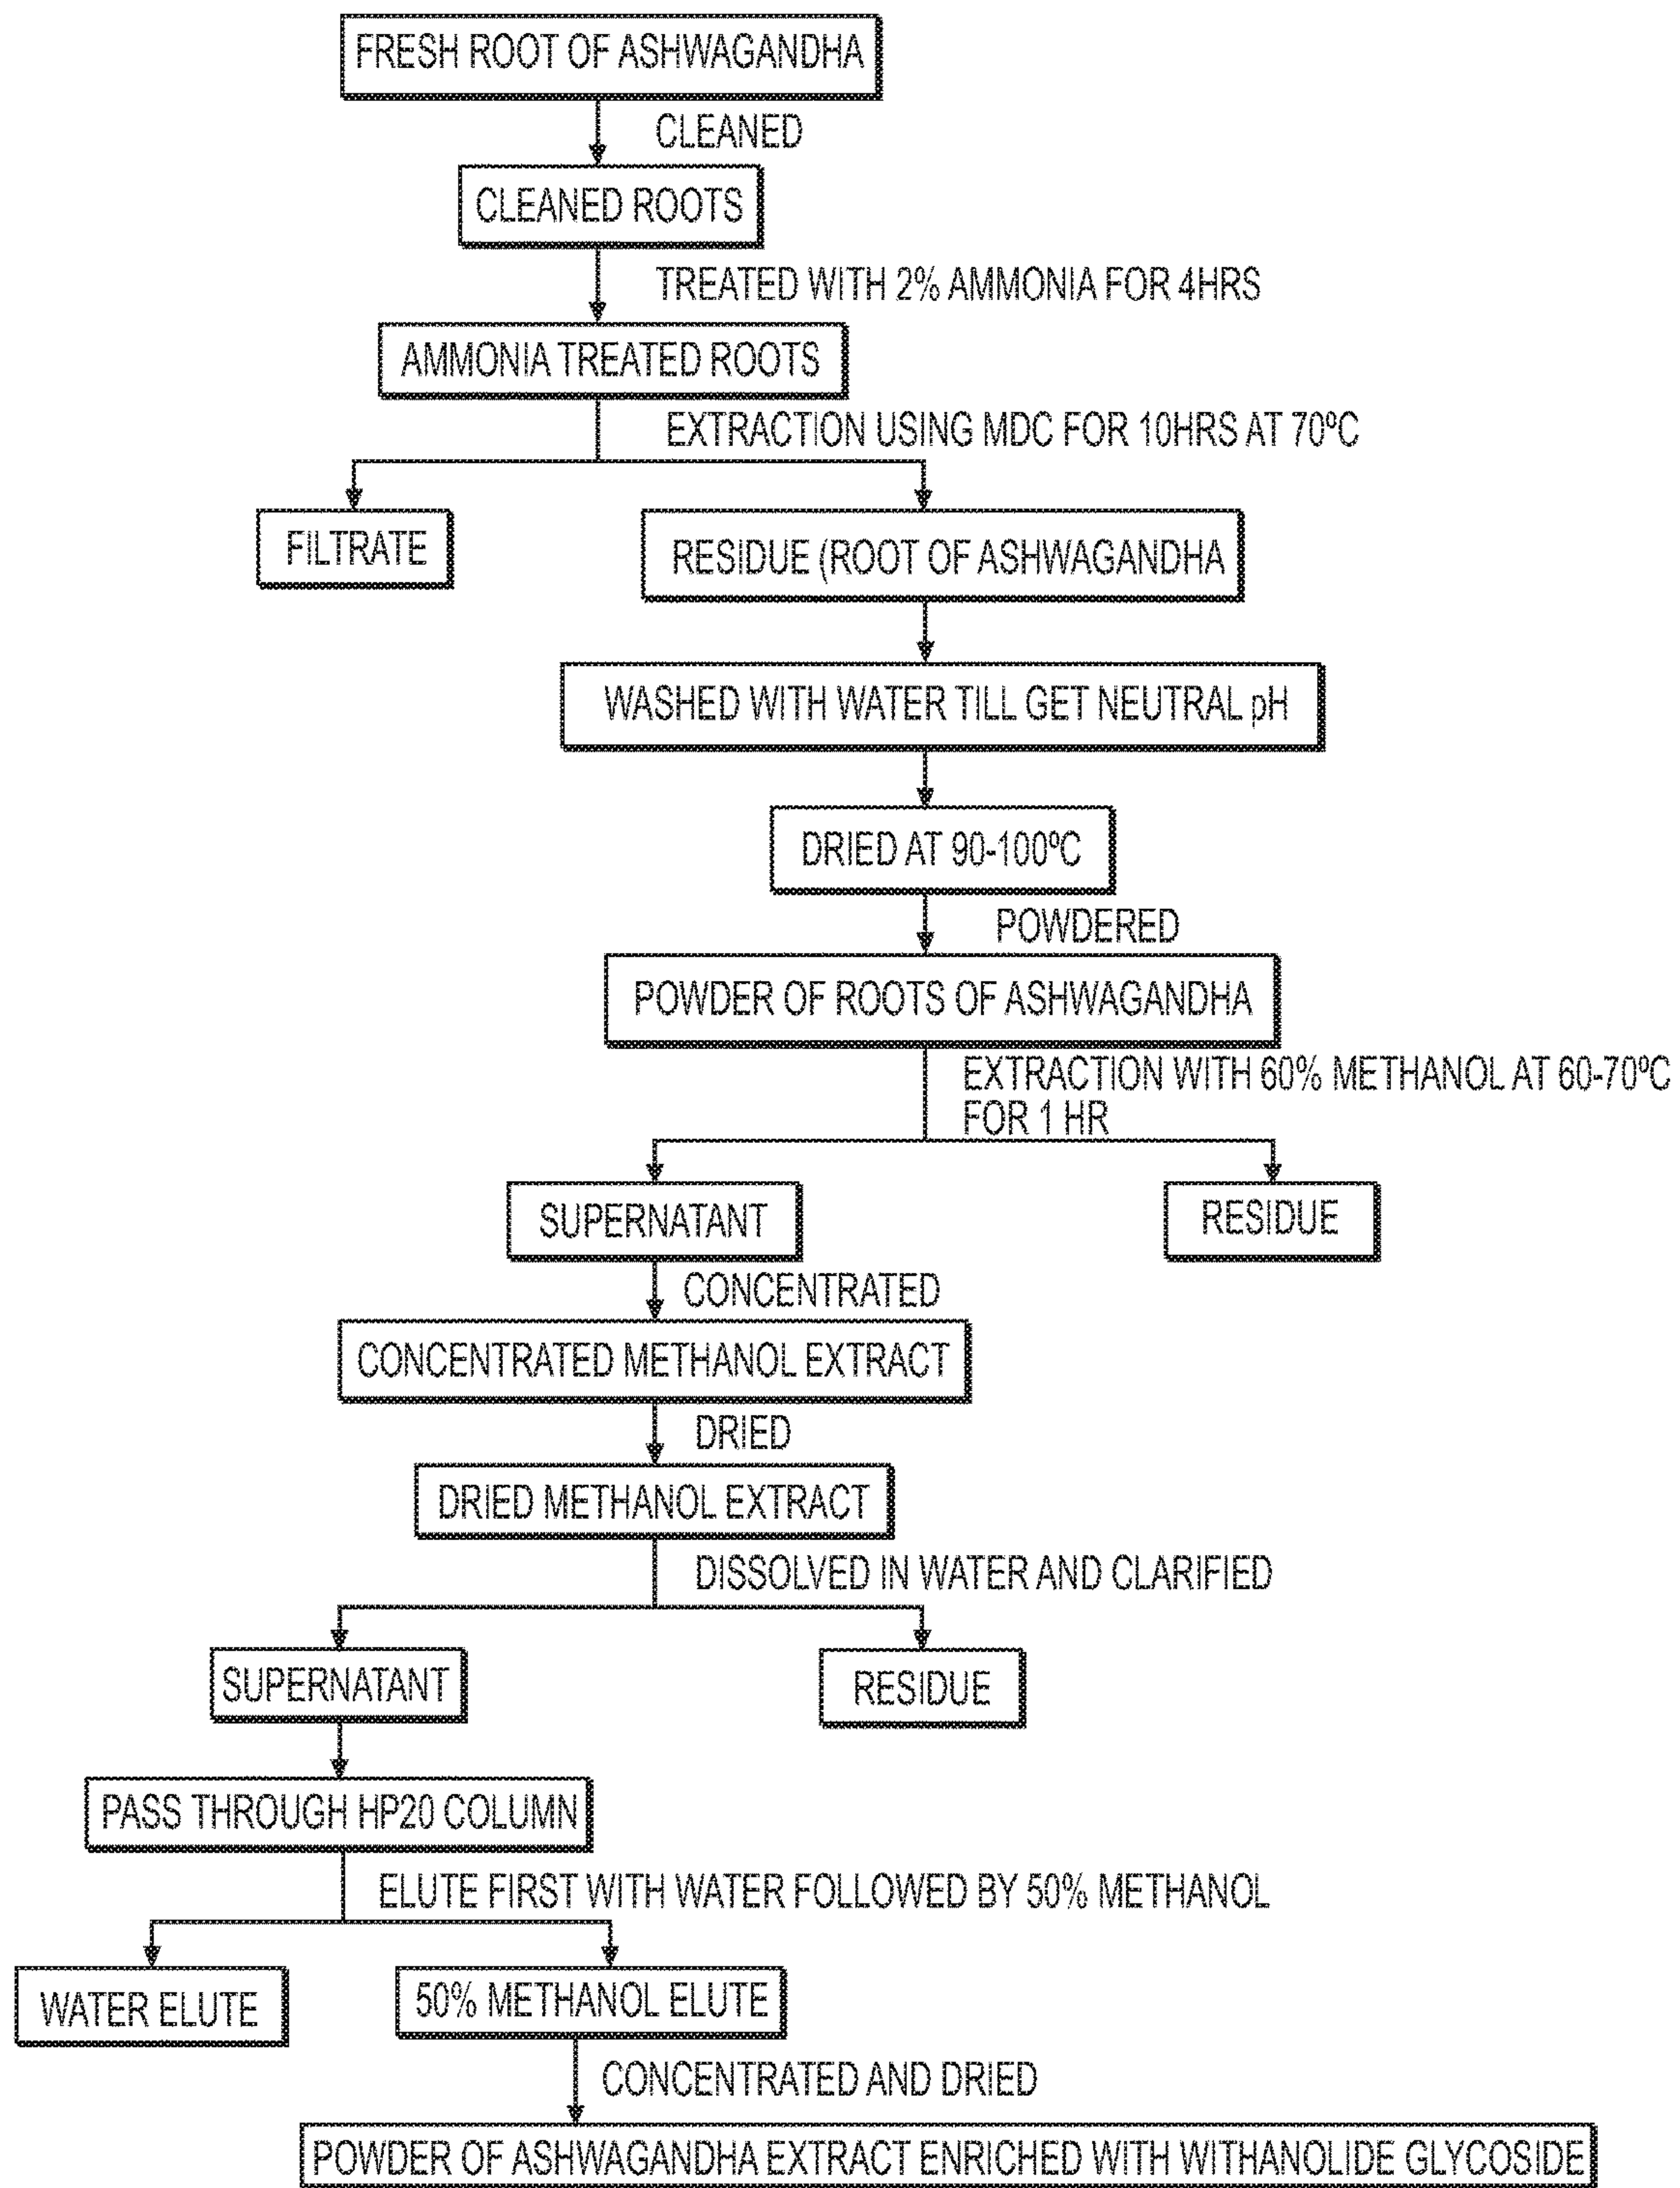 FRESH ROOT OF ASHWAGANDHA
CLEANED
CLEANED ROOTS
TREATED WITH 2% AMMONIA FOR 4HRS
AMMONIA TREATED ROOTS
EXTRACTION USING MDC FOR 10HRS AT 70ºC
FILTRATE
RESIDUE (ROOT OF ASHWAGANDHA
WASHED WITH WATER TILL GET NEUTRAL pH
DRIED AT 90-100ºC
POWDERED
POWDER OF ROOTS OF ASHWAGANDHA
EXTRACTION WITH 60% METHANOL AT 60-70ºC
FOR 1 HR
SUPERNATANT
RESIDUE
CONCENTRATED
CONCENTRATED METHANOL EXTRACT
DRIED
DRIED METHANOL EXTRACT
DISSOLVED IN WATER AND CLARIFIED
SUPERNATANT
RESIDUE
PASS THROUGH HP20 COLUMN
ELUTE FIRST WITH WATER FOLLOWED BY 50% METHANOL
WATER ELUTE
50% METHANOL ELUTE
CONCENTRATED AND DRIED
POWDER OF ASHWAGANDHA EXTRACT ENRICHED WITH WITHANOLIDE GLYCOSIDE